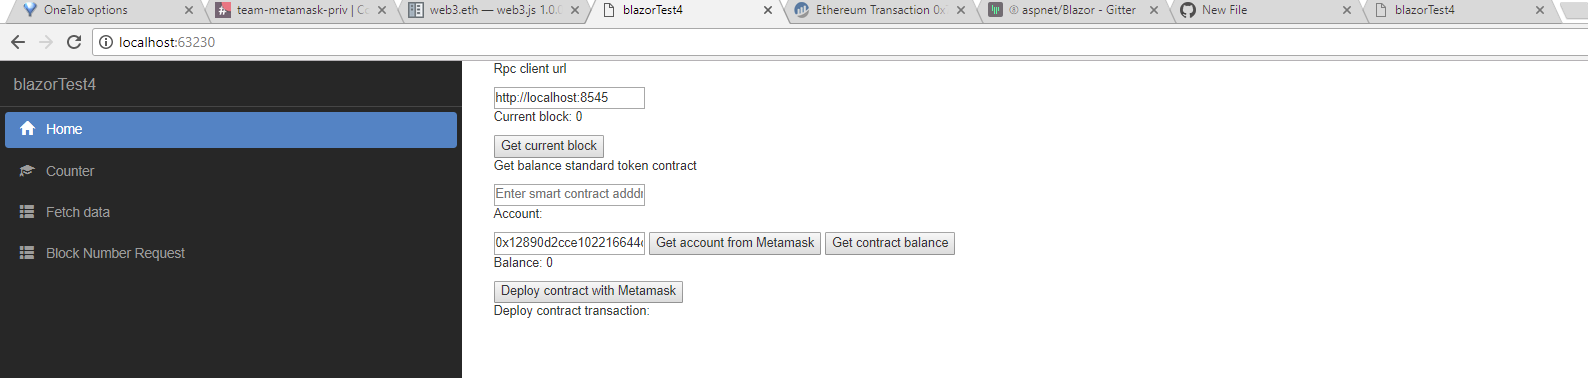 OneTab options
team-metamask-priv | Co
web3.eth — web3.js 1.0.0
blazorTest4
Ethereum Transaction 0x
aspnet/Blazor - Gitter
New File
blazorTest4
localhost:63230
blazorTest4
Home
Counter
Fetch data
Block Number Request
Rpc client url
http://localhost:8545
Current block: 0
Get current block
Get balance standard token contract
Enter smart contract adddr
Account:
0x12890d2cce102216644 Get account from Metamask Get contract balance
Balance: 0
Deploy contract with Metamask
Deploy contract transaction: